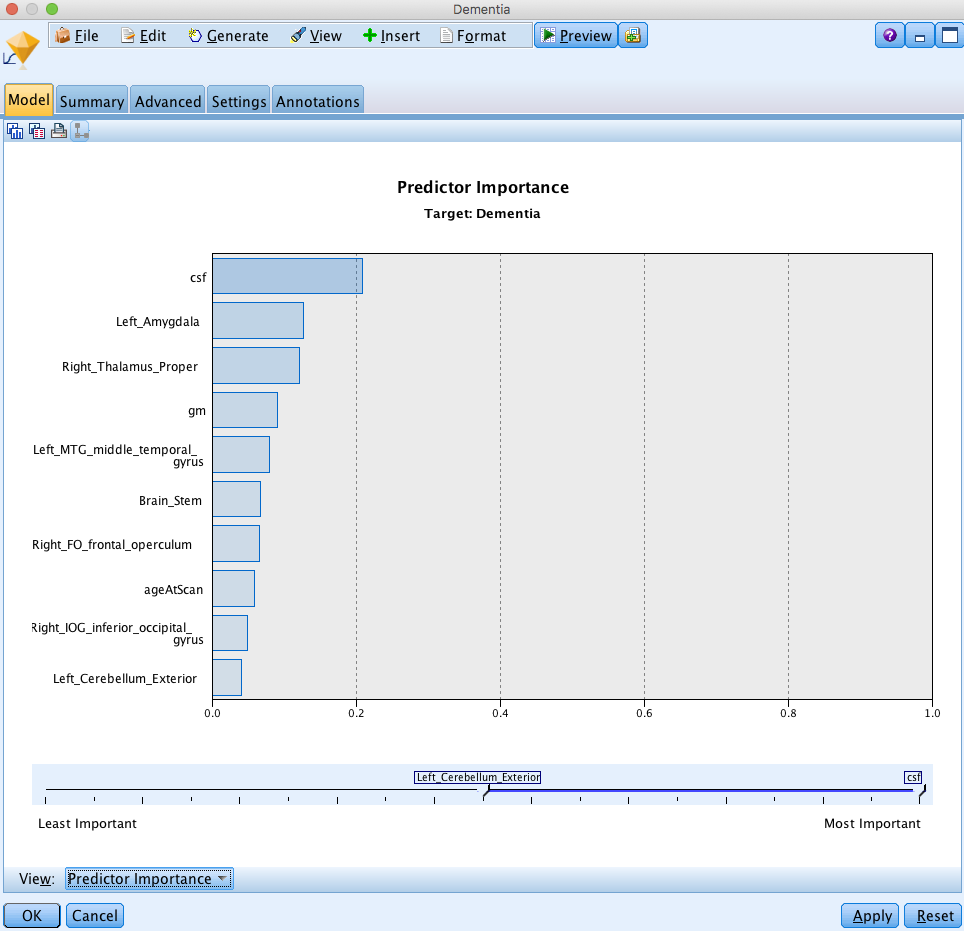 Dementia
File Edit Generate View Insert Format Preview ?
Model Summary Advanced Settings Annotations
Predictor Importance
Target: Dementia
csf
Left_Amygdala
Right_Thalamus_Proper
gm
Left_MTG_middle_temporal_
gyrus
Brain_Stem
Right_FO_frontal_operculum
ageAtScan
Right_IOG_inferior_occipital_
gyrus
Left_Cerebellum_Exterior
0.0 0.2 0.4 0.6 0.8 1.0
Left_Cerebellum_Exterior csf
Least Important Most Important
View: Predictor Importance
OK Cancel Apply Reset